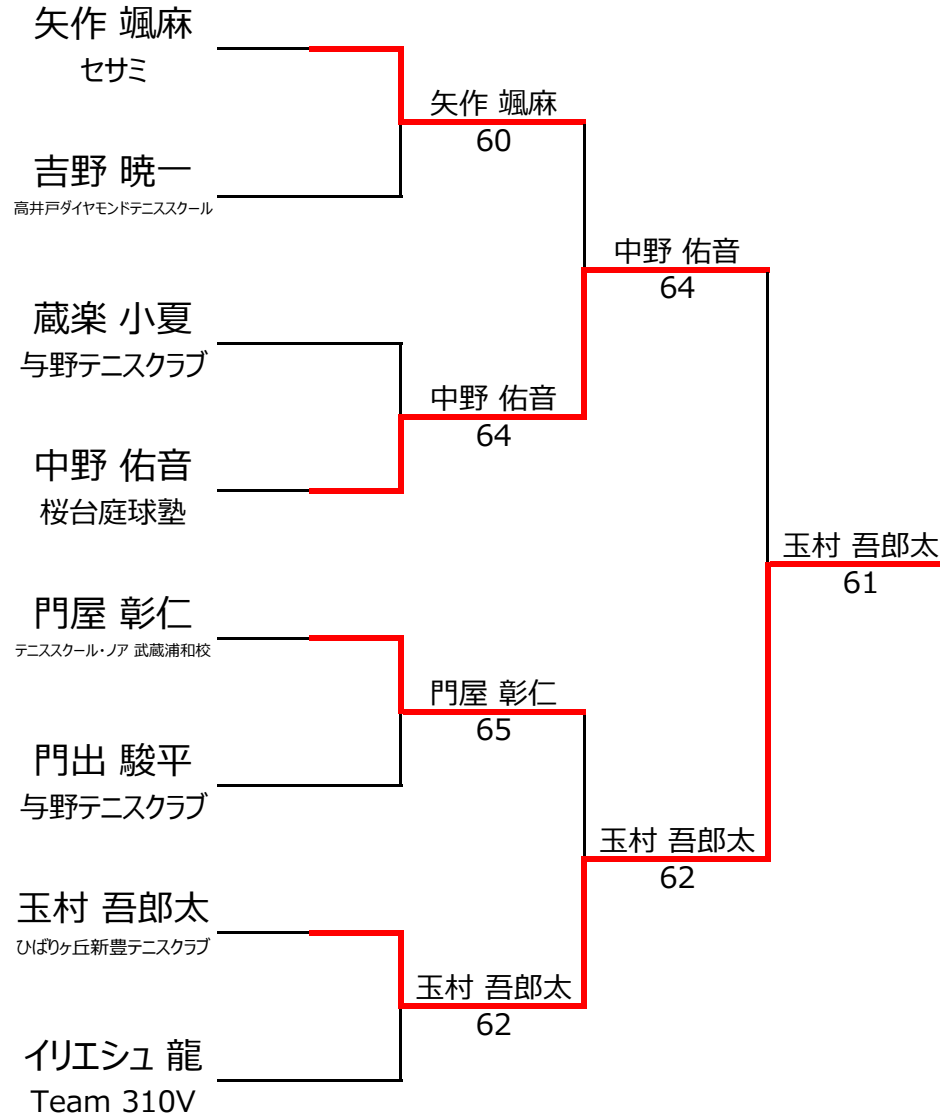 矢作 颯麻
セサミ
吉野 暁一
高井戸ダイヤモンドテニススクール
蔵楽 小夏
与野テニスクラブ
中野 佑音
桜台庭球塾
門屋 彰仁
テニススクール・ノア 武蔵浦和校
門出 駿平
与野テニスクラブ
玉村 吾郎太
ひばりヶ丘新豊テニスクラブ
イリエシュ 龍
Team 310V
矢作 颯麻
60
中野 佑音
64
門屋 彰仁
65
玉村 吾郎太
62
中野 佑音
64
玉村 吾郎太
62
玉村 吾郎太
61